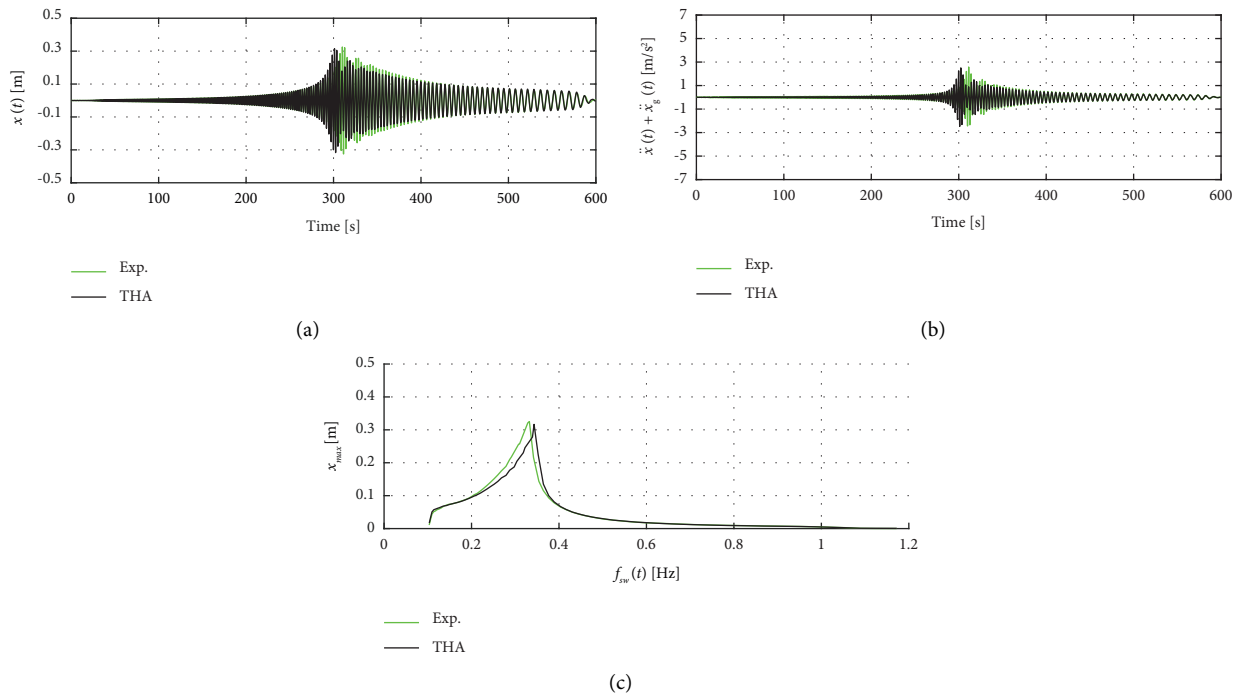 0.5
0.3
0.1
-0.1
-0.3
-0.5
x (t) [m]
0 100 200 300 400 500 600
Time [s]
Exp.
THA
(a)
7
5
3
1
-1
-3
-5
-7
ẍ (t) + ẍg (t) [m/s²]
0 100 200 300 400 500 600
Time [s]
Exp.
THA
(b)
0.5
0.4
0.3
0.2
0.1
0
xmax [m]
0 0.2 0.4 0.6 0.8 1 1.2
fsw(t) [Hz]
Exp.
THA
(c)